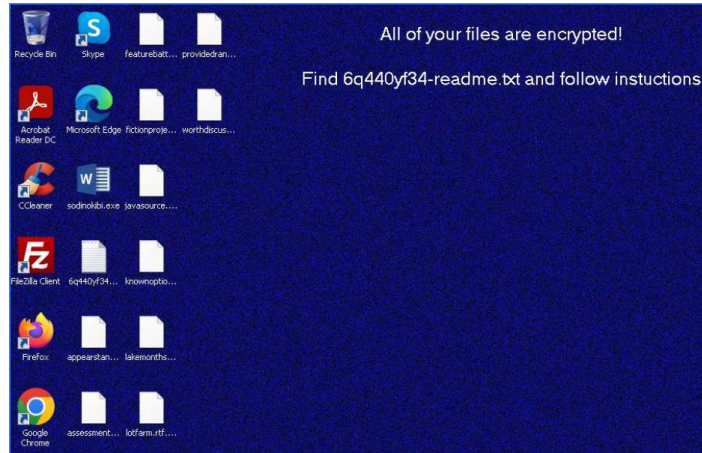 All of your files are encrypted!
Find 6q440yf34-readme.txt and follow instuctions
Recycle Bin
Skype
featurebatt...
providedran...
Acrobat
Reader DC
Microsoft Edge
fictionproje...
worthdiscus...
CCleaner
sodinokibi.exe
javasource....
FileZilla Client
6q440yf34...
knownoptio...
Firefox
appearstan...
lakemonths...
Google
Chrome
assessment...
lotfarm.rtf....